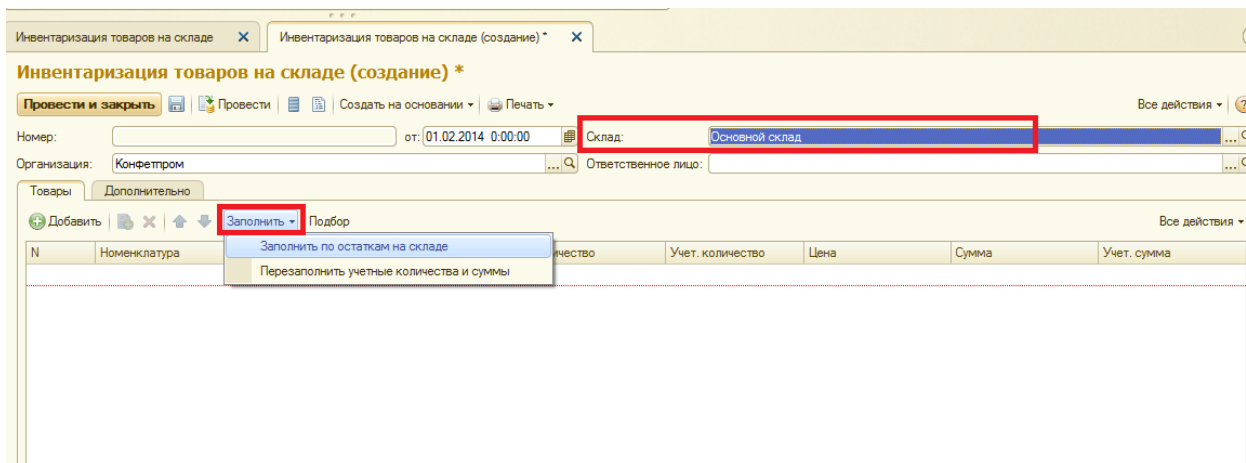 Инвентаризация товаров на складе Инвентаризация товаров на складе (создание) *
Инвентаризация товаров на складе (создание) *
Провести и закрыть Провести Создать на основании Печать Все действия
Номер: от: 01.02.2014 0:00:00 Склад: Основной склад ...
Организация: Конфетпром ... Ответственное лицо: ...
Товары Дополнительно
Добавить Заполнить Подбор Все действия
Заполнить по остаткам на складе
N Номенклатура Учет. количество Цена Сумма Учет. сумма
Перезаполнить учетные количества и суммы